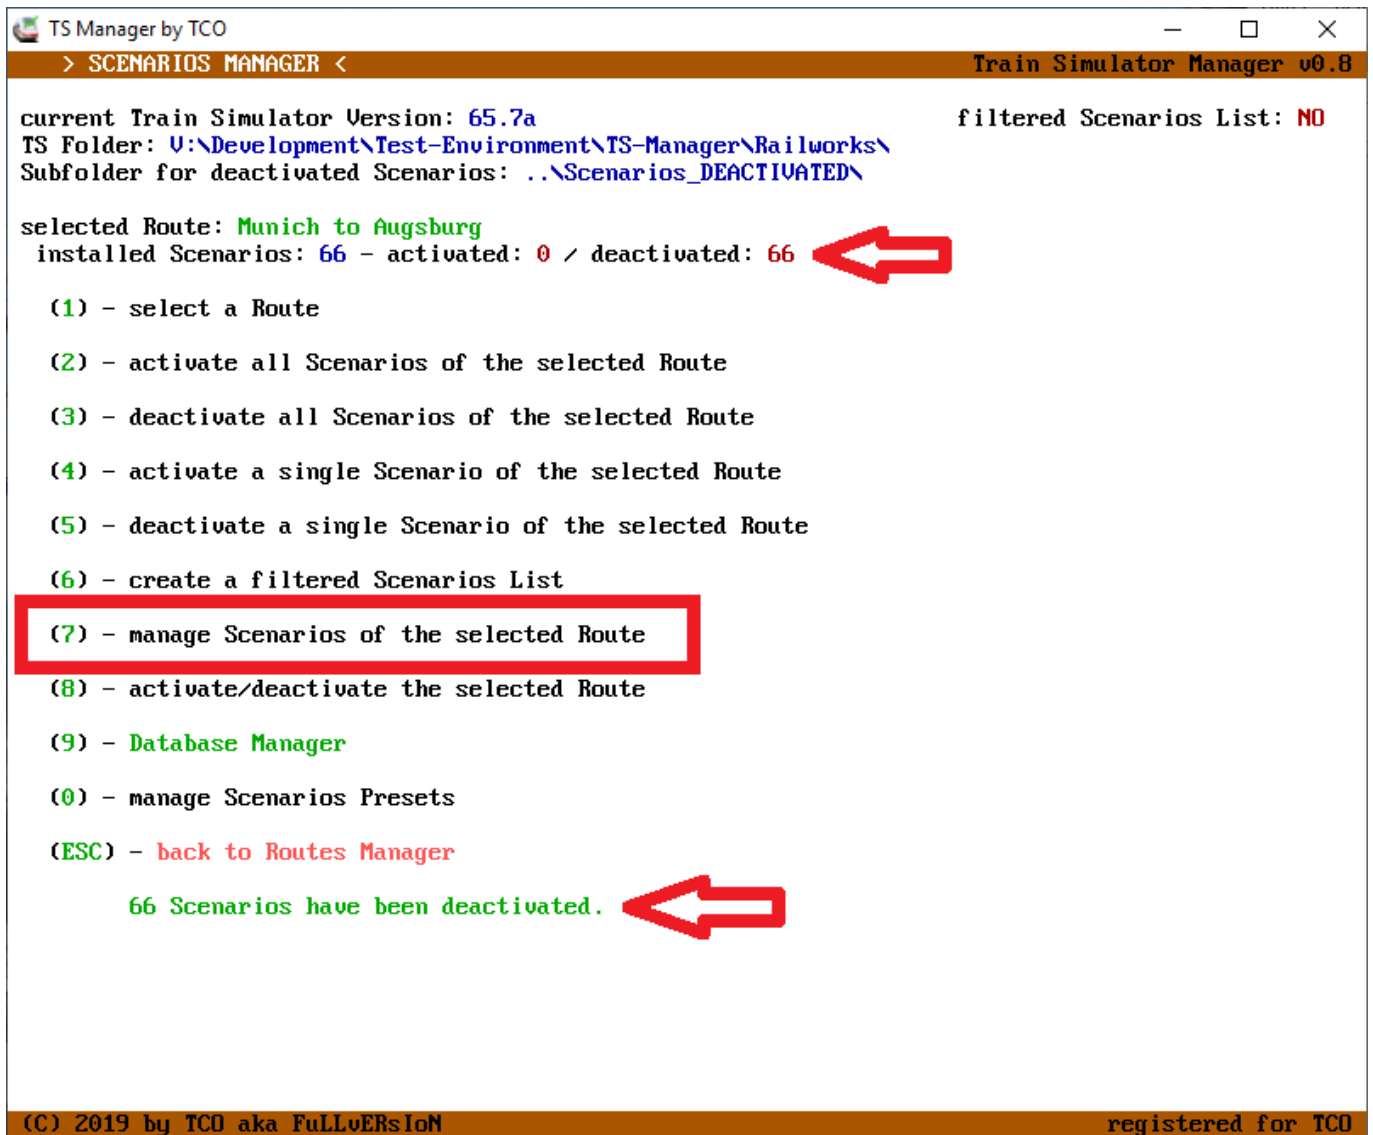 TS Manager by TCO
> SCENARIOS MANAGER < Train Simulator Manager v0.8
current Train Simulator Version: 65.7a filtered Scenarios List: NO
TS Folder: V:\Development\Test-Environment\TS-Manager\Railworks\
Subfolder for deactivated Scenarios: ..\Scenarios_DEACTIVATED\
selected Route: Munich to Augsburg
installed Scenarios: 66 - activated: 0 / deactivated: 66
(1) - select a Route
(2) - activate all Scenarios of the selected Route
(3) - deactivate all Scenarios of the selected Route
(4) - activate a single Scenario of the selected Route
(5) - deactivate a single Scenario of the selected Route
(6) - create a filtered Scenarios List
(7) - manage Scenarios of the selected Route
(8) - activate/deactivate the selected Route
(9) - Database Manager
(0) - manage Scenarios Presets
(ESC) - back to Routes Manager
66 Scenarios have been deactivated.
(C) 2019 by TCO aka FuLLvERsIoN registered for TCO